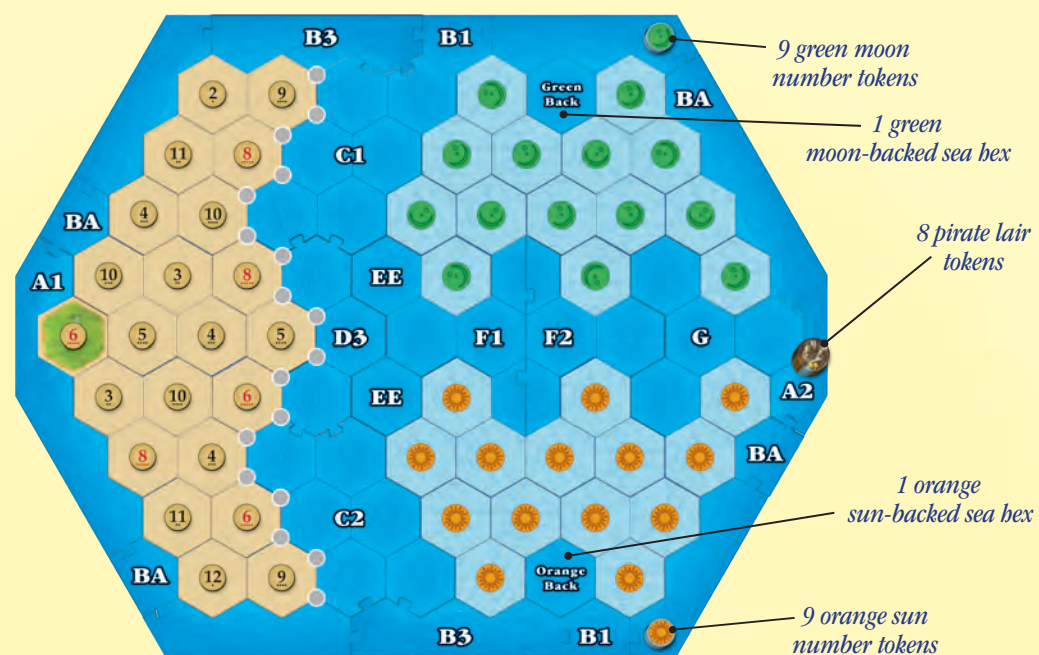 B3 B1
9 green moon
number tokens
2 9 Green
Back BA
1 green
moon-backed sea hex
11 8 C1
BA 4 10
8 pirate lair
tokens
A1 10 3 8 EE
6 5 4 5 D3 F1 F2 G
3 10 6 EE A2
8 4 BA
1 orange
sun-backed sea hex
11 6 C2
BA 12 9 Orange
Back
9 orange sun
number tokens
B3 B1